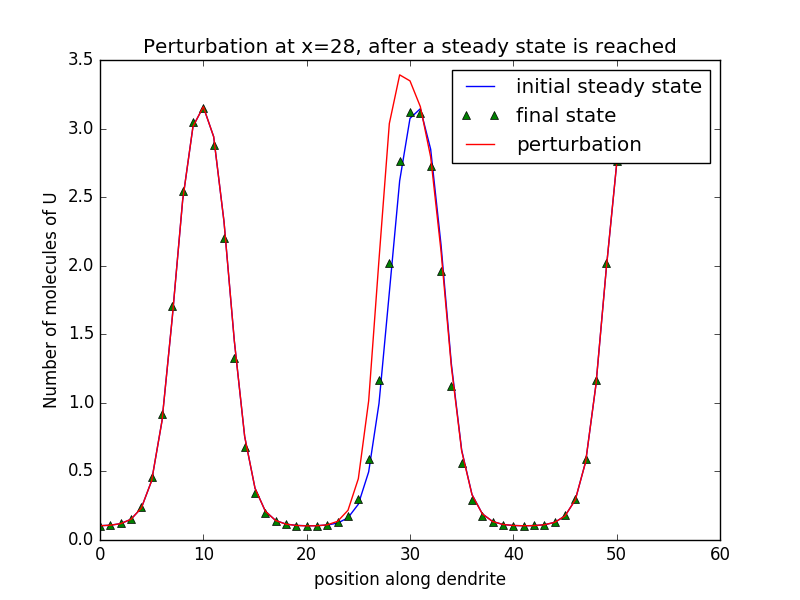 Perturbation at x=28, after a steady state is reached
3.5
3.0
2.5
2.0
1.5
1.0
0.5
0.0
Number of molecules of U
initial steady state
final state
perturbation
0 10 20 30 40 50 60
position along dendrite